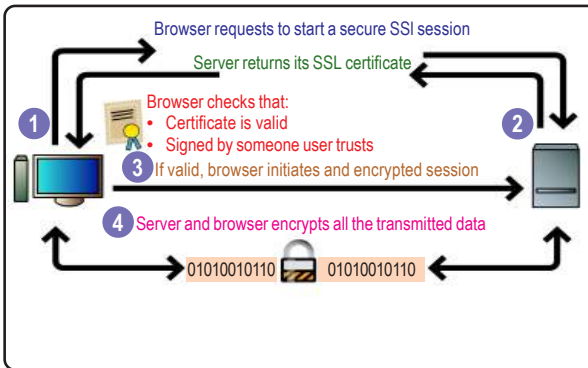 Browser requests to start a secure SSl session
Server returns its SSL certificate
1
2
Browser checks that:
• Certificate is valid
• Signed by someone user trusts
3 If valid, browser initiates and encrypted session
4 Server and browser encrypts all the transmitted data
01010010110 01010010110